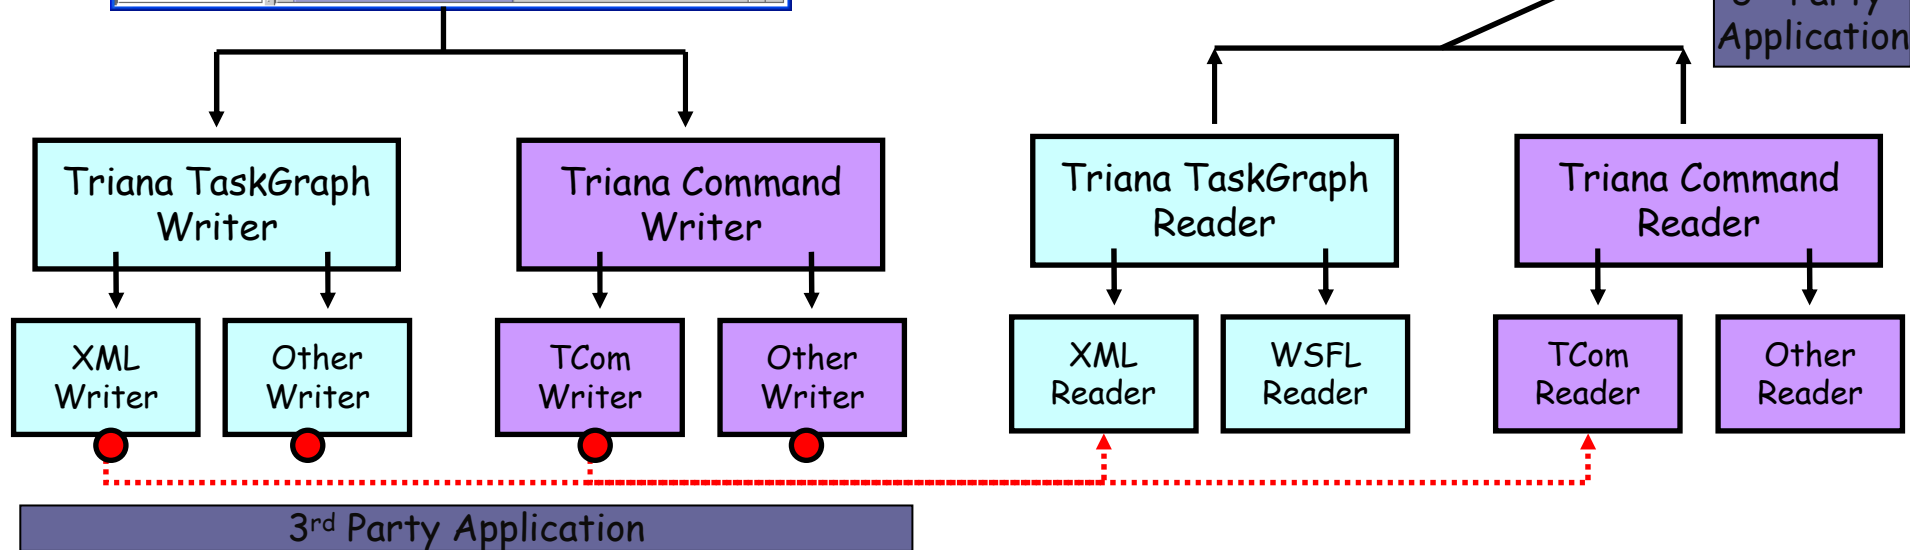 Party
Application
Triana TaskGraph
Writer
Triana Command
Writer
Triana TaskGraph
Reader
Triana Command
Reader
XML
Writer
Other
Writer
TCom
Writer
Other
Writer
XML
Reader
WSFL
Reader
TCom
Reader
Other
Reader
3rd Party Application